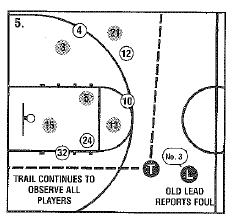 5.
4
21
3
12
5
10
No. 3
15
24
32
T
L
TRAIL CONTINUES TO
OBSERVE ALL
PLAYERS
OLD LEAD
REPORTS FOUL